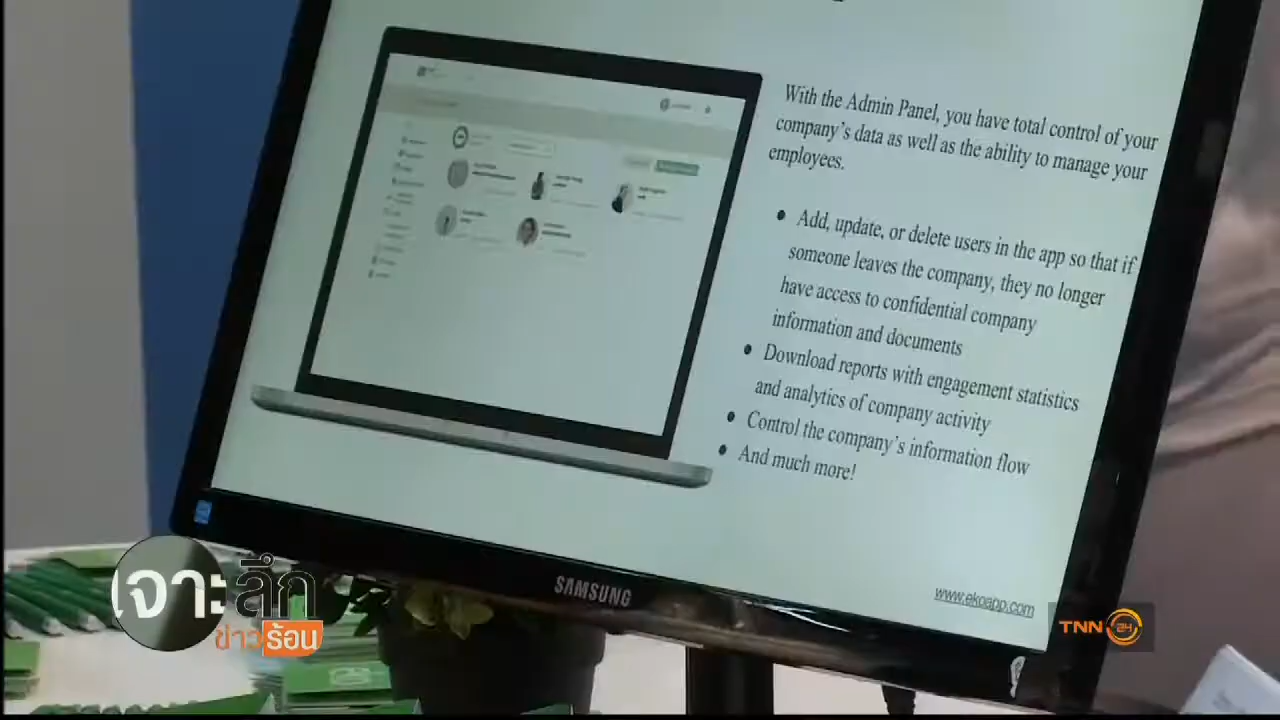 With the Admin Panel, you have total control of your
company's data as well as the ability to manage your
employees.
● Add, update, or delete users in the app so that if
someone leaves the company, they no longer
have access to confidential company
information and documents
● Download reports with engagement statistics
and analytics of company activity
● Control the company's information flow
● And much more!
www.ekoapp.com
SAMSUNG
เจาะลึก
ข่าวร้อน
TNN 24